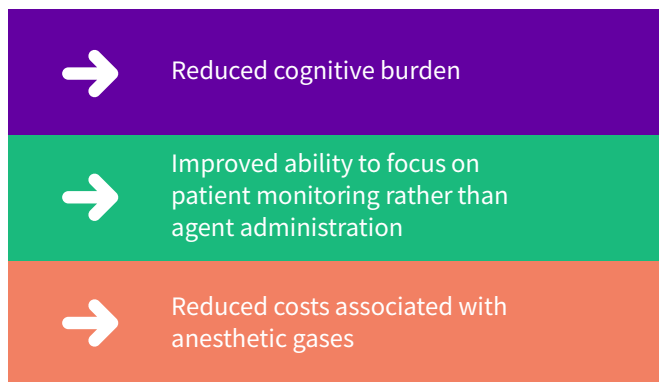 Reduced cognitive burden
Improved ability to focus on
patient monitoring rather than
agent administration
Reduced costs associated with
anesthetic gases